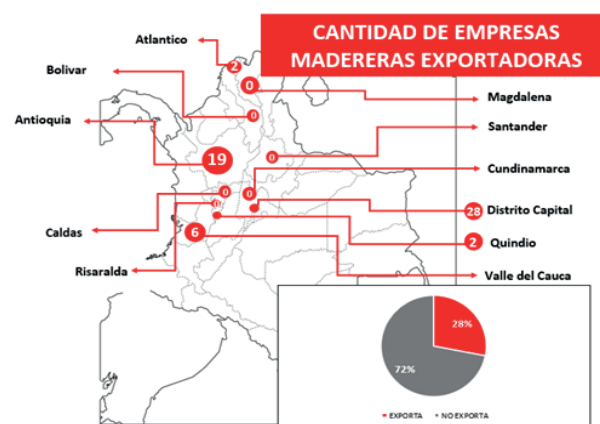 CANTIDAD DE EMPRESAS
MADERERAS EXPORTADORAS
Atlantico
2
Bolivar
0
Magdalena
0
Antioquia
Santander
0
19
Cundinamarca
0
0
28 Distrito Capital
0
Caldas
6
2 Quindio
Risaralda
Valle del Cauca
28%
72%
EXPORTA
NO EXPORTA